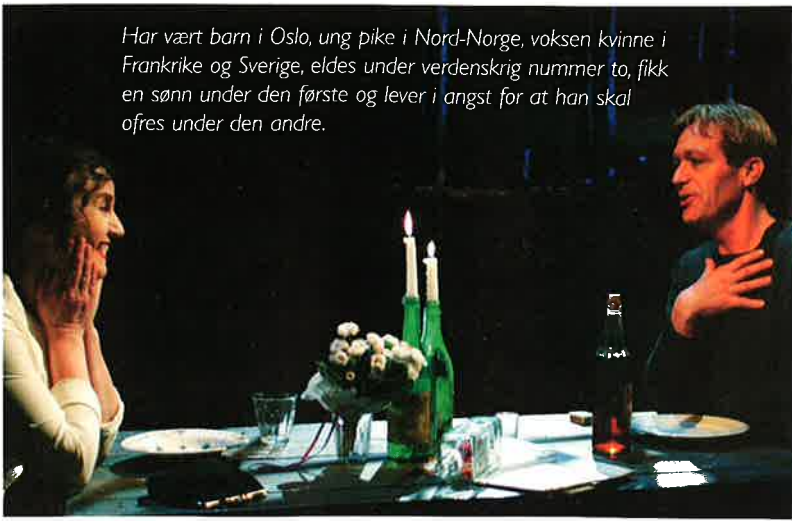 Har vært barn i Oslo, ung pike i Nord-Norge, voksen kvinne i
Frankrike og Sverige, eldes under verdenskrig nummer to, fikk
en sønn under den første og lever i angst for at han skal
ofres under den andre.